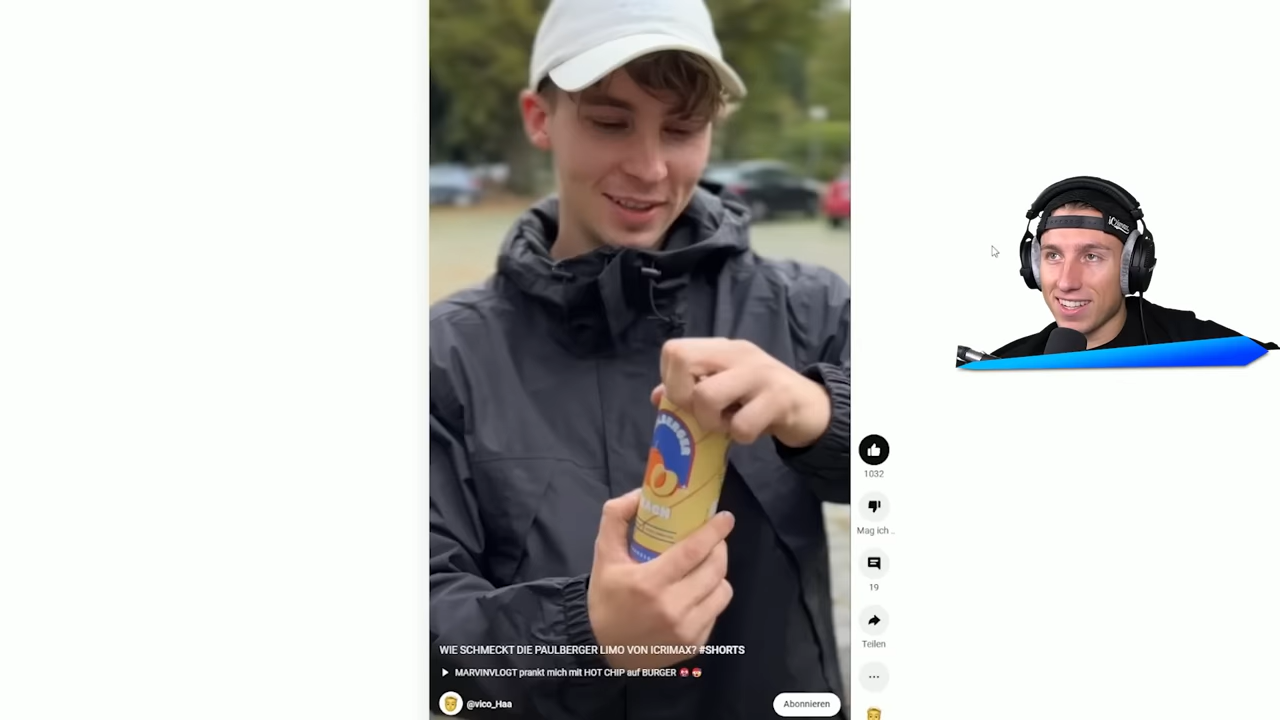 WIE SCHMECKT DIE PAULBERGER LIMO VON ICRIMAX? #SHORTS
MARVINVLOGT prankt mich mit HOT CHIP auf BURGER
@vico_Haa
Abonnieren
1032
Mag ich ..
19
Teilen